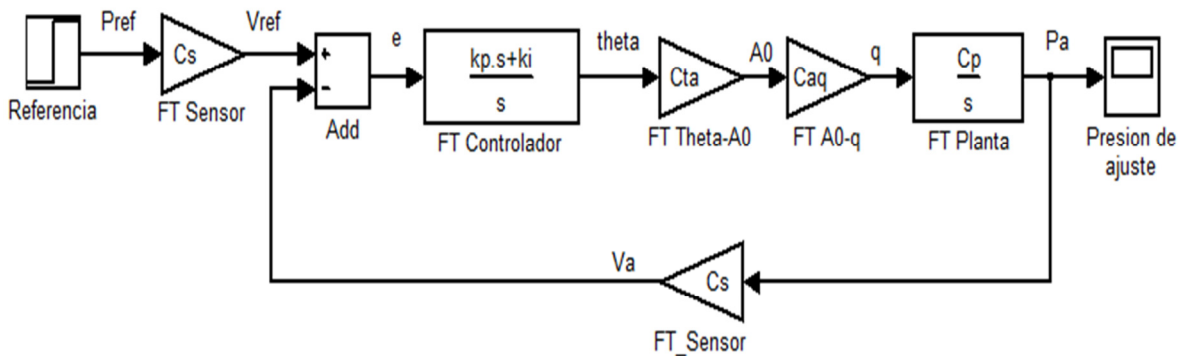 Pref
Vref
Cs
+
-
e
kp.s+ki
s
theta
Cta
A0
Caq
q
Cp
s
Pa
Referencia
FT Sensor
Add
FT Controlador
FT Theta-A0
FT A0-q
FT Planta
Presion de
ajuste
Va
Cs
FT_Sensor